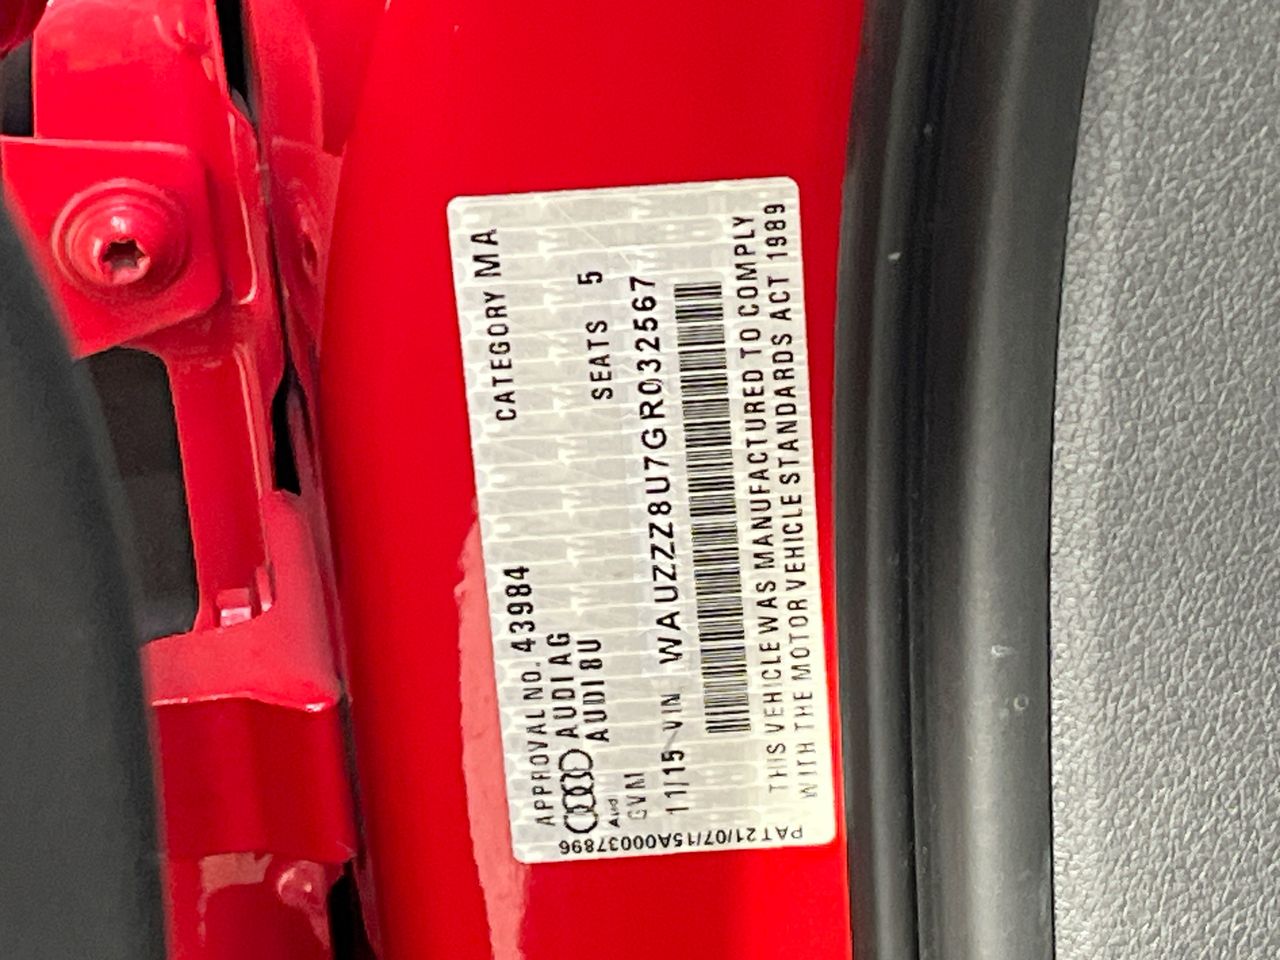 APPROVAL NO. 43984 CATEGORY MA
AUDI AG
AUDI 8U SEATS 5
Audi
GVM
11/15 VIN WAUZZZ8U7GR032567
THIS VEHICLE WAS MANUFACTURED TO COMPLY
WITH THE MOTOR VEHICLE STANDARDS ACT 1989
PAT21/07/15A00037896